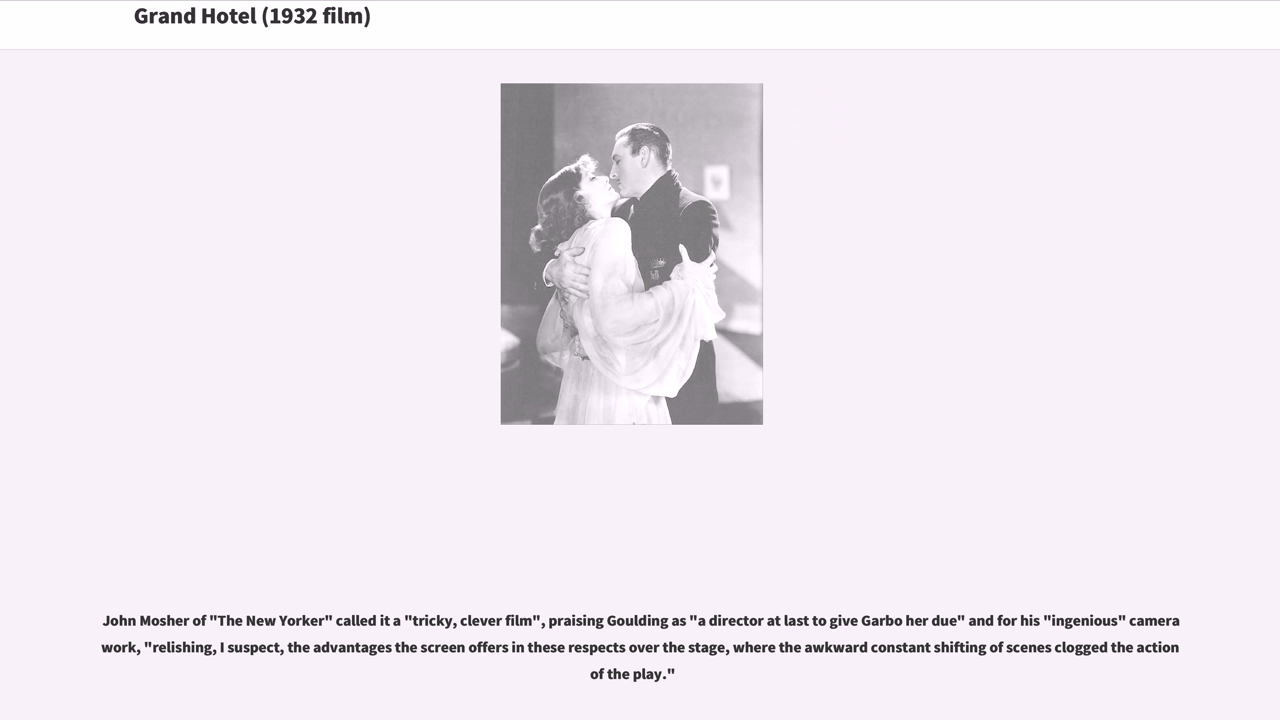 Grand Hotel (1932 film)
John Mosher of "The New Yorker" called it a "tricky, clever film", praising Goulding as "a director at last to give Garbo her due" and for his "ingenious" camera
work, "relishing, I suspect, the advantages the screen offers in these respects over the stage, where the awkward constant shifting of scenes clogged the action
of the play."